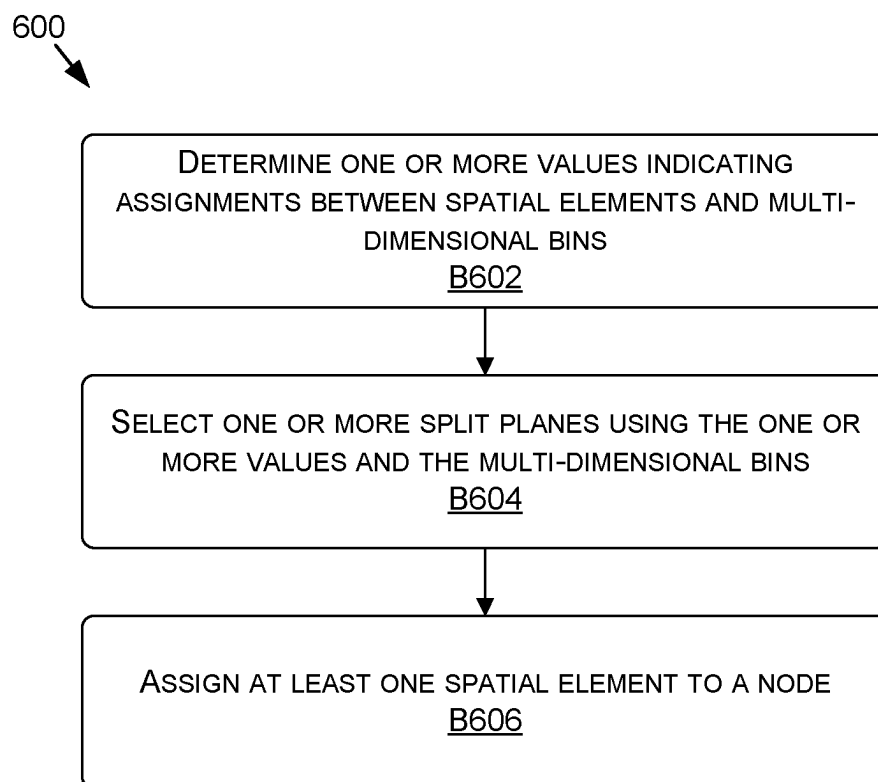 600
DETERMINE ONE OR MORE VALUES INDICATING
ASSIGNMENTS BETWEEN SPATIAL ELEMENTS AND MULTI-
DIMENSIONAL BINS
B602
SELECT ONE OR MORE SPLIT PLANES USING THE ONE OR
MORE VALUES AND THE MULTI-DIMENSIONAL BINS
B604
ASSIGN AT LEAST ONE SPATIAL ELEMENT TO A NODE
B606